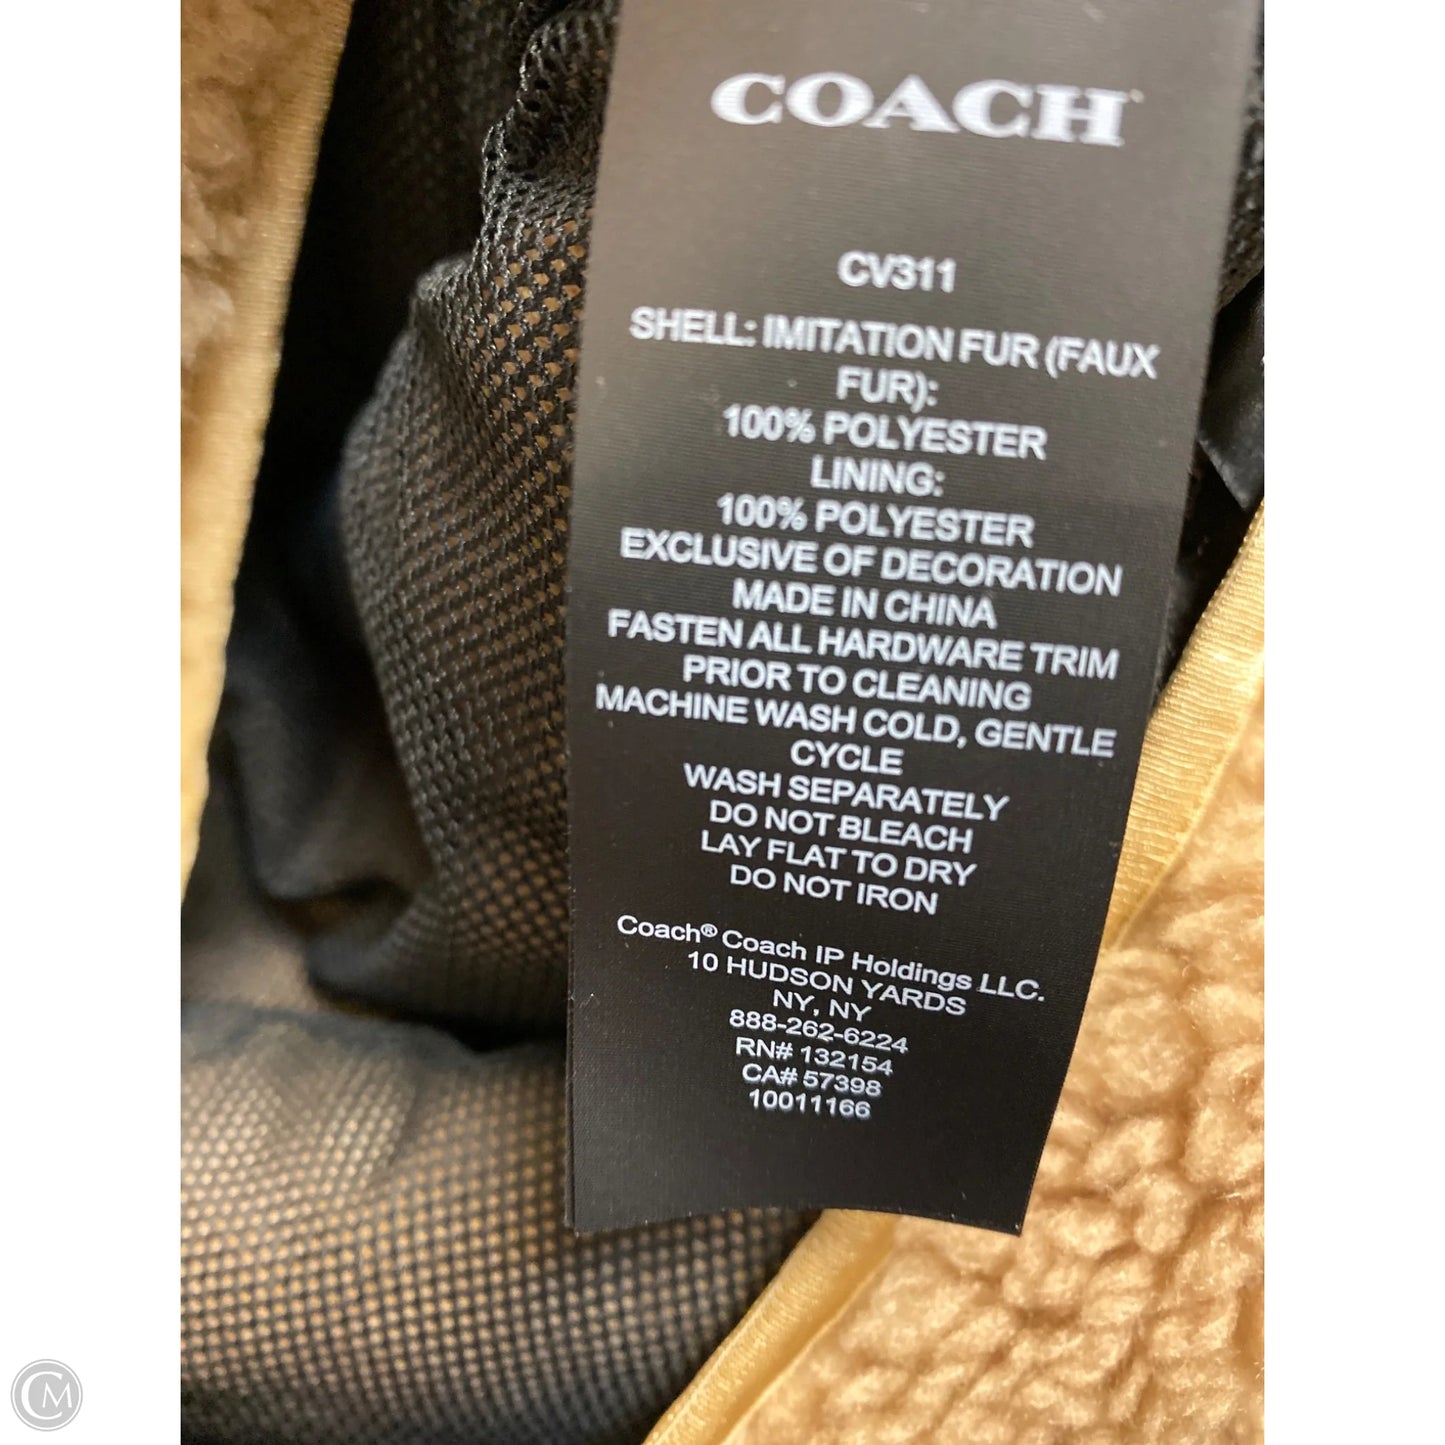 COACH
CV311
SHELL: IMITATION FUR (FAUX
FUR):
100% POLYESTER
LINING:
100% POLYESTER
EXCLUSIVE OF DECORATION
MADE IN CHINA
FASTEN ALL HARDWARE TRIM
PRIOR TO CLEANING
MACHINE WASH COLD, GENTLE
CYCLE
WASH SEPARATELY
DO NOT BLEACH
LAY FLAT TO DRY
DO NOT IRON
Coach® Coach IP Holdings LLC.
10 HUDSON YARDS
NY, NY
888-262-6224
RN# 132154
CA# 57398
10011166
CM